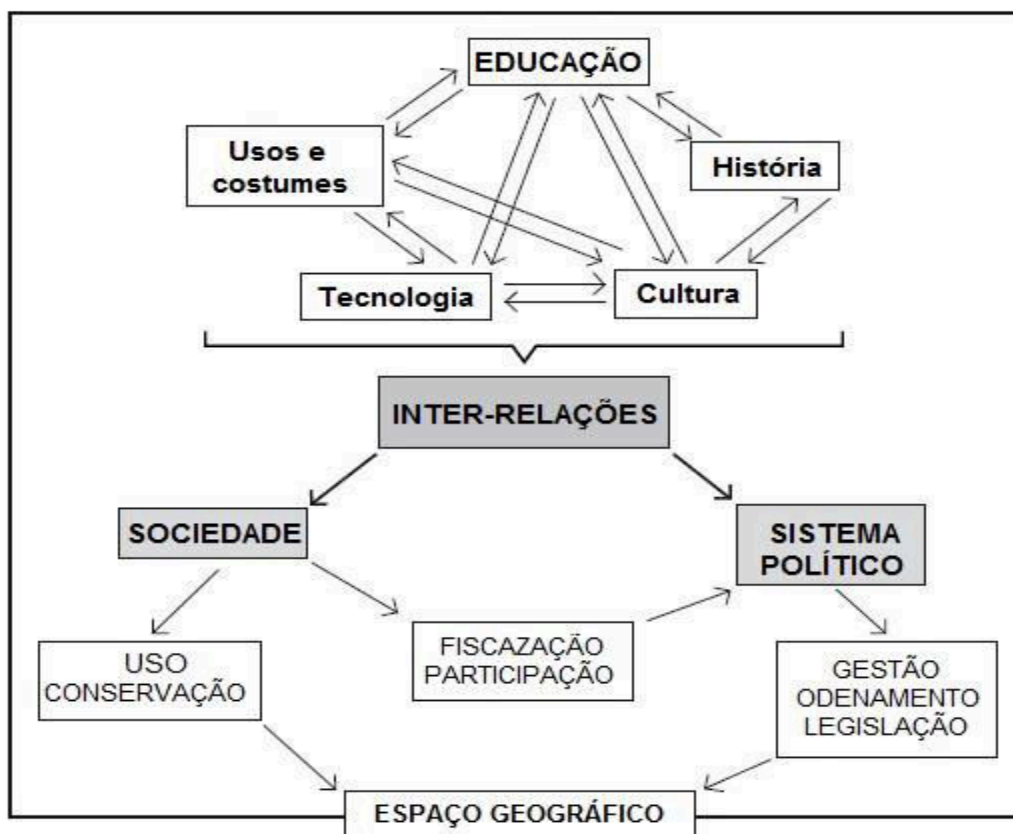 EDUCAÇÃO
Usos e
costumes
História
Tecnologia
Cultura
INTER-RELAÇÕES
SOCIEDADE
SISTEMA
POLÍTICO
USO
CONSERVAÇÃO
FISCAZAÇÃO
PARTICIPAÇÃO
GESTÃO
ODENAMENTO
LEGISLAÇÃO
ESPAÇO GEOGRÁFICO